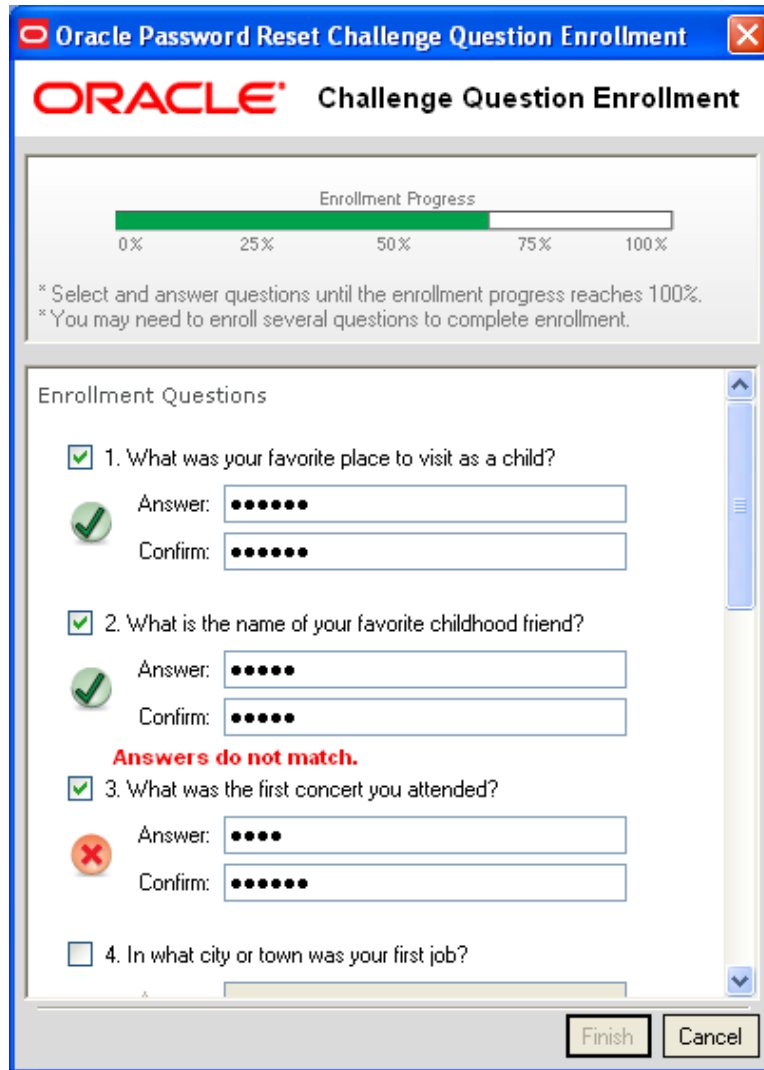 Oracle Password Reset Challenge Question Enrollment
ORACLE Challenge Question Enrollment
Enrollment Progress
0% 25% 50% 75% 100%
* Select and answer questions until the enrollment progress reaches 100%.
* You may need to enroll several questions to complete enrollment.
Enrollment Questions
1. What was your favorite place to visit as a child?
Answer: ●●●●●●
Confirm: ●●●●●●
2. What is the name of your favorite childhood friend?
Answer: ●●●●●
Confirm: ●●●●●
Answers do not match.
3. What was the first concert you attended?
Answer: ●●●●
Confirm: ●●●●●●
4. In what city or town was your first job?
Finish Cancel